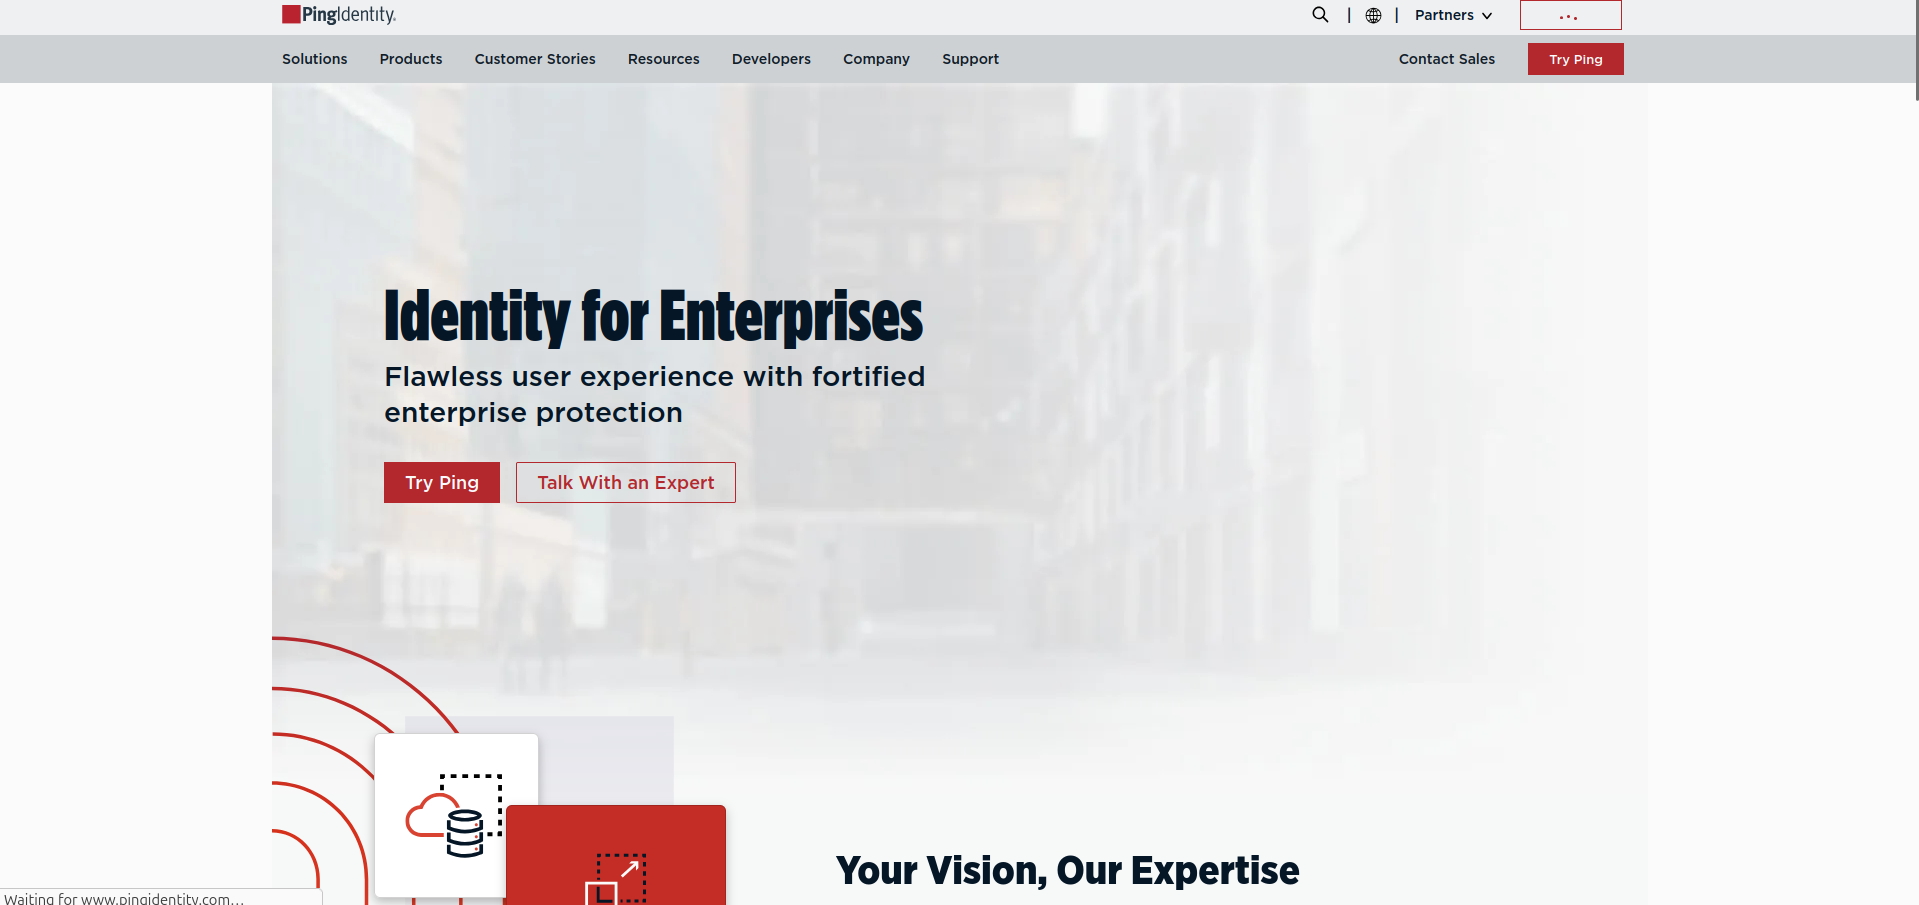 PingIdentity.
Partners
Solutions
Products
Customer Stories
Resources
Developers
Company
Support
Contact Sales
Try Ping
Identity for Enterprises
Flawless user experience with fortified
enterprise protection
Try Ping
Talk With an Expert
Your Vision, Our Expertise
Waiting for www.pingidentity.com...